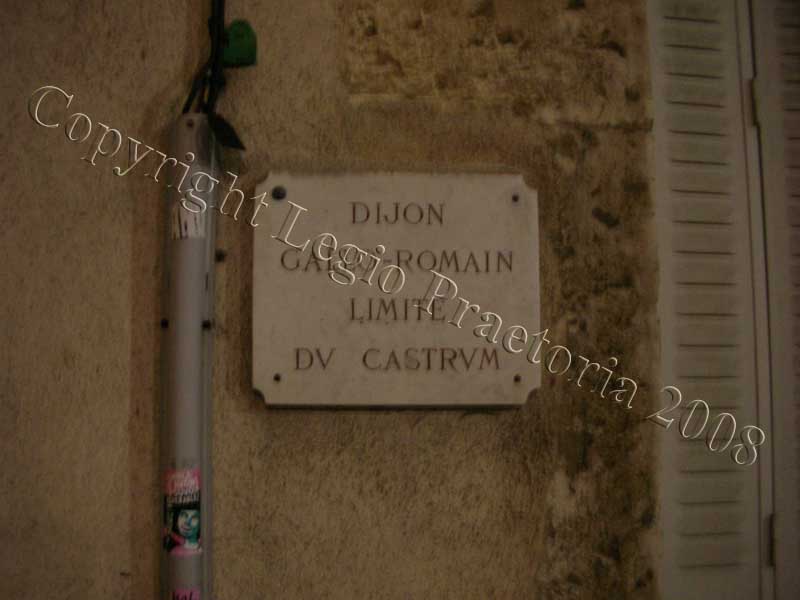 DIJON
GALLO-ROMAIN
LIMITE
DV CASTRVM
Copyright Legio Praetoria 2008